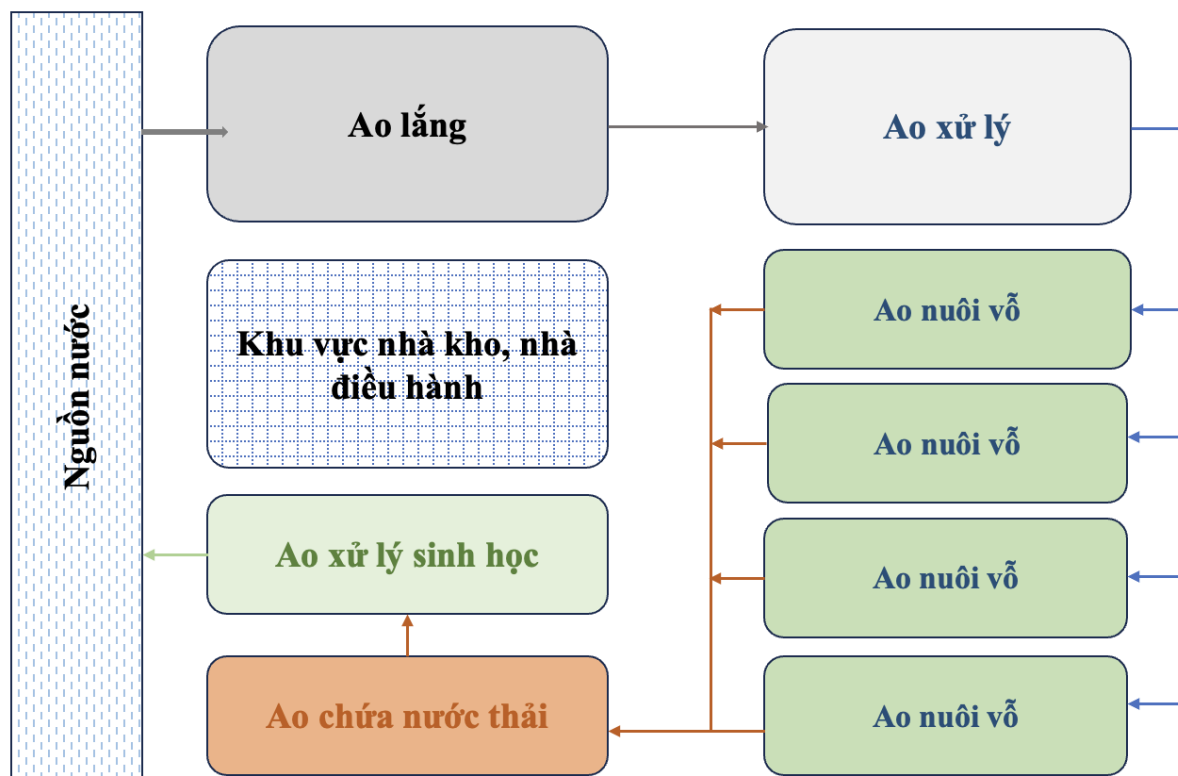 Nguồn nước
Ao lắng
Ao xử lý
Khu vực nhà kho, nhà
điều hành
Ao nuôi vỗ
Ao nuôi vỗ
Ao xử lý sinh học
Ao nuôi vỗ
Ao chứa nước thải
Ao nuôi vỗ